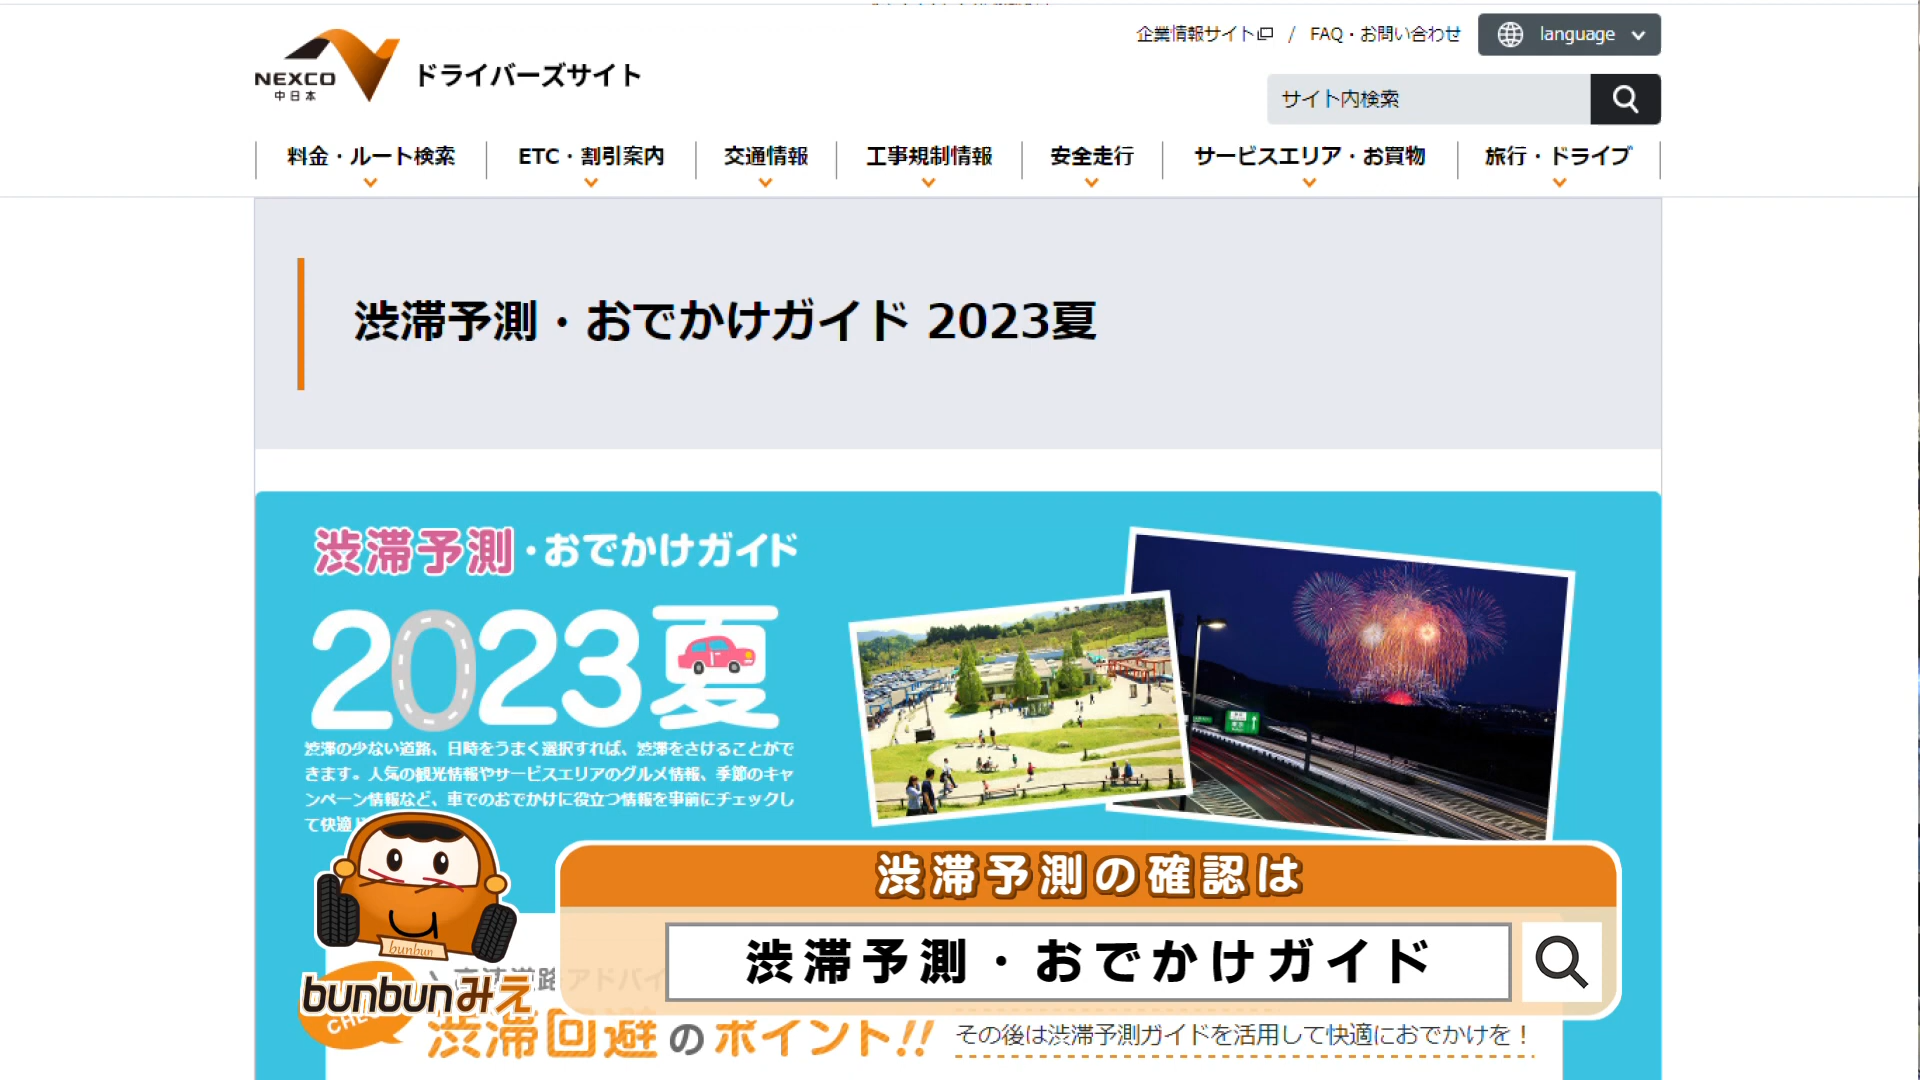 企業情報サイト / FAQ・お問い合わせ language
NEXCO
中日本
ドライバーズサイト
サイト内検索
料金・ルート検索 ETC・割引案内 交通情報 工事規制情報 安全走行 サービスエリア・お買物 旅行・ドライブ
渋滞予測・おでかけガイド 2023夏
渋滞予測・おでかけガイド
2023夏
渋滞の少ない道路、日時をうまく選択すれば、渋滞をさけることがで
きます。人気の観光情報やサービスエリアのグルメ情報、季節のキャ
ンペーン情報など、車でのおでかけに役立つ情報を事前にチェックし
て快適
渋滞予測の確認は
渋滞予測・おでかけガイド
bunbun
bunbunみえ
高速道路アドバイ
CHE
渋滞回避のポイント!!
その後は渋滞予測ガイドを活用して快適におでかけを！